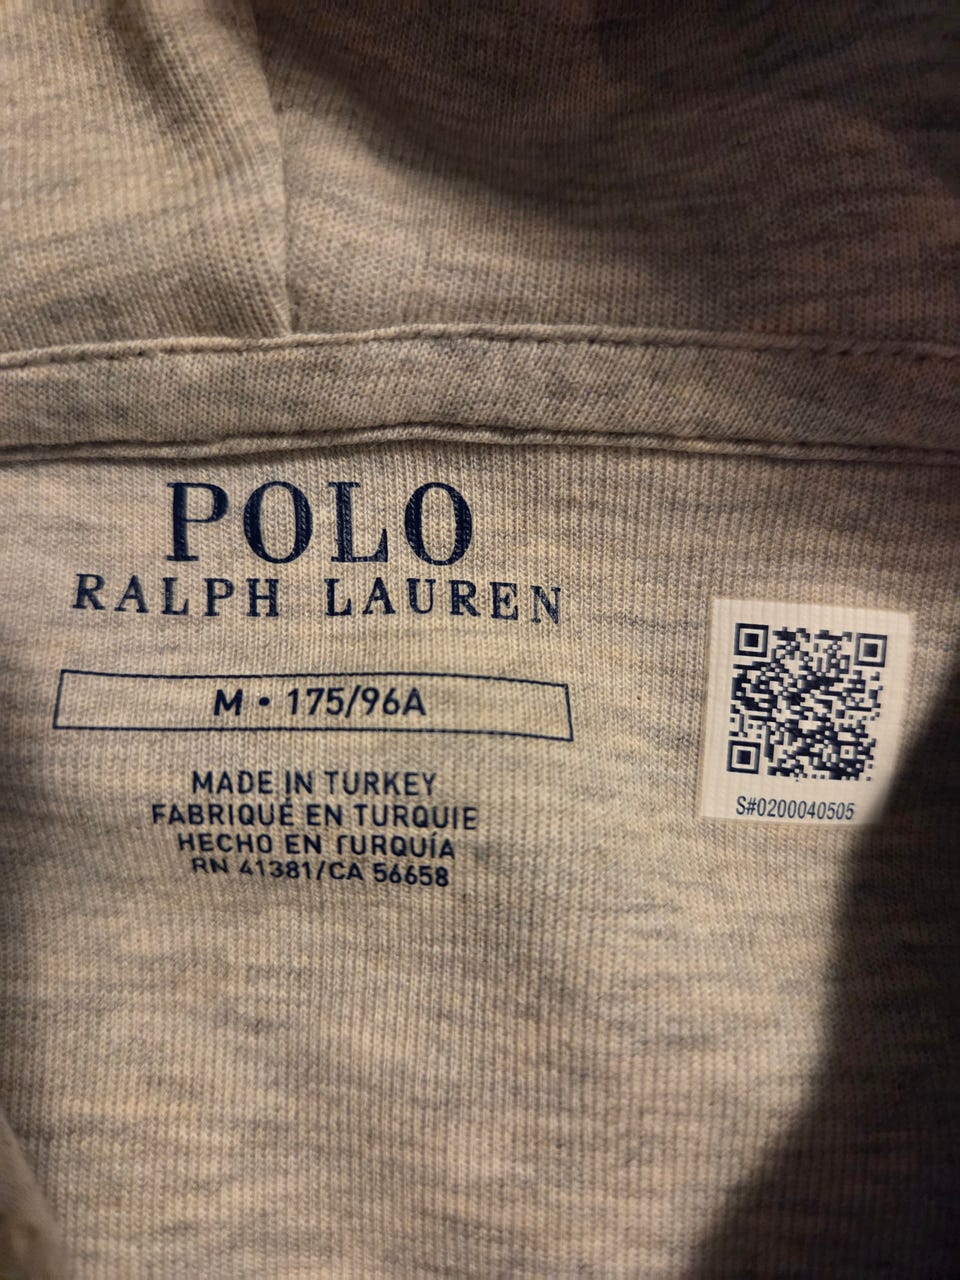 POLO
RALPH LAUREN
M • 175/96A
MADE IN TURKEY
FABRIQUÉ EN TURQUIE
HECHO EN TURQUÍA
RN 41381/CA 56658
S#0200040505